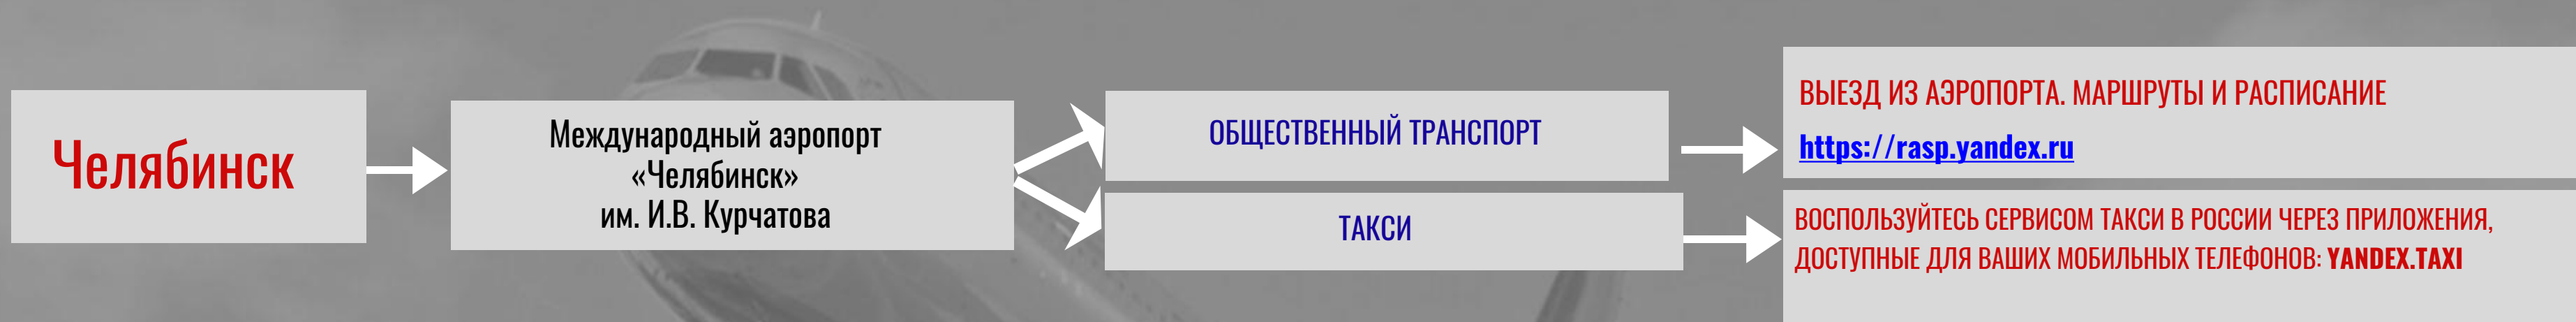 Челябинск
Международный аэропорт
«Челябинск»
им. И.В. Курчатова
ОБЩЕСТВЕННЫЙ ТРАНСПОРТ
ТАКСИ
ВЫЕЗД ИЗ АЭРОПОРТА. МАРШРУТЫ И РАСПИСАНИЕ
https://rasp.yandex.ru
ВОСПОЛЬЗУЙТЕСЬ СЕРВИСОМ ТАКСИ В РОССИИ ЧЕРЕЗ ПРИЛОЖЕНИЯ,
ДОСТУПНЫЕ ДЛЯ ВАШИХ МОБИЛЬНЫХ ТЕЛЕФОНОВ: YANDEX.TAXI